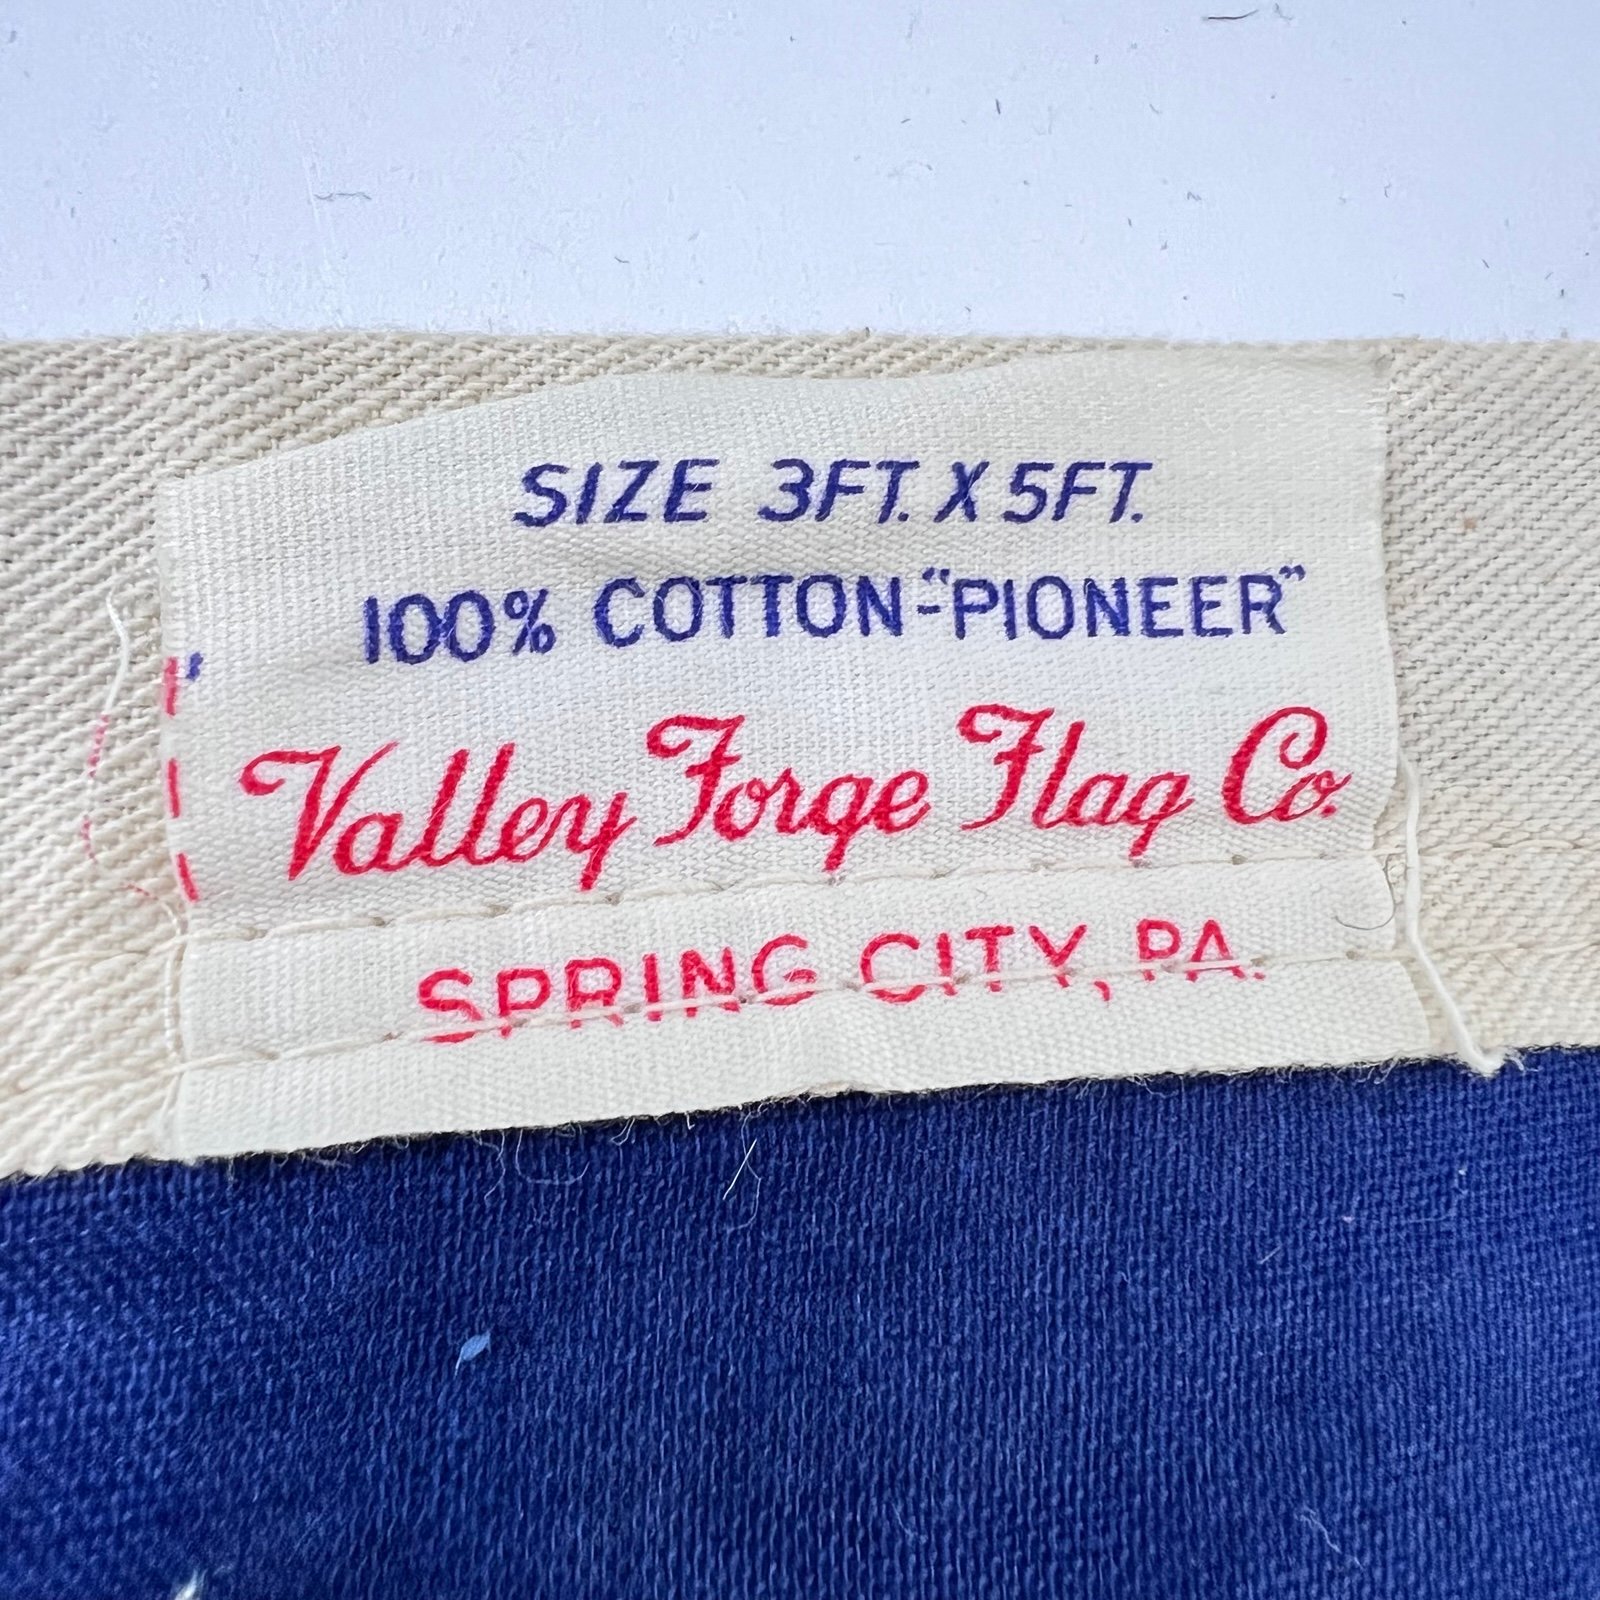 SIZE 3FT. X 5FT.
100% COTTON-"PIONEER"
Valley Forge Flag Co.
SPRING CITY, PA.